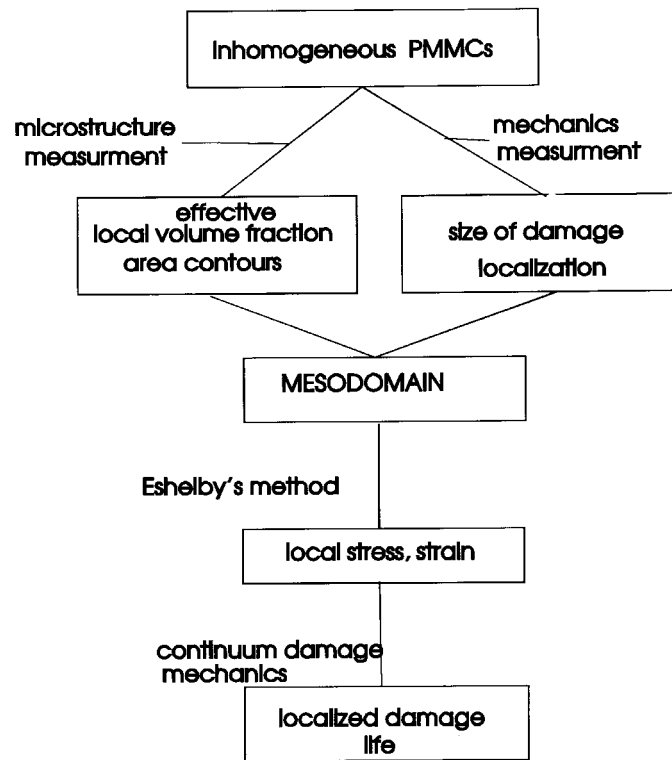 Inhomogeneous PMMCs
microstructure
measurment
mechanics
measurment
effective
local volume fraction
area contours
size of damage
localization
MESODOMAIN
Eshelby's method
local stress, strain
continuum damage
mechanics
localized damage
life